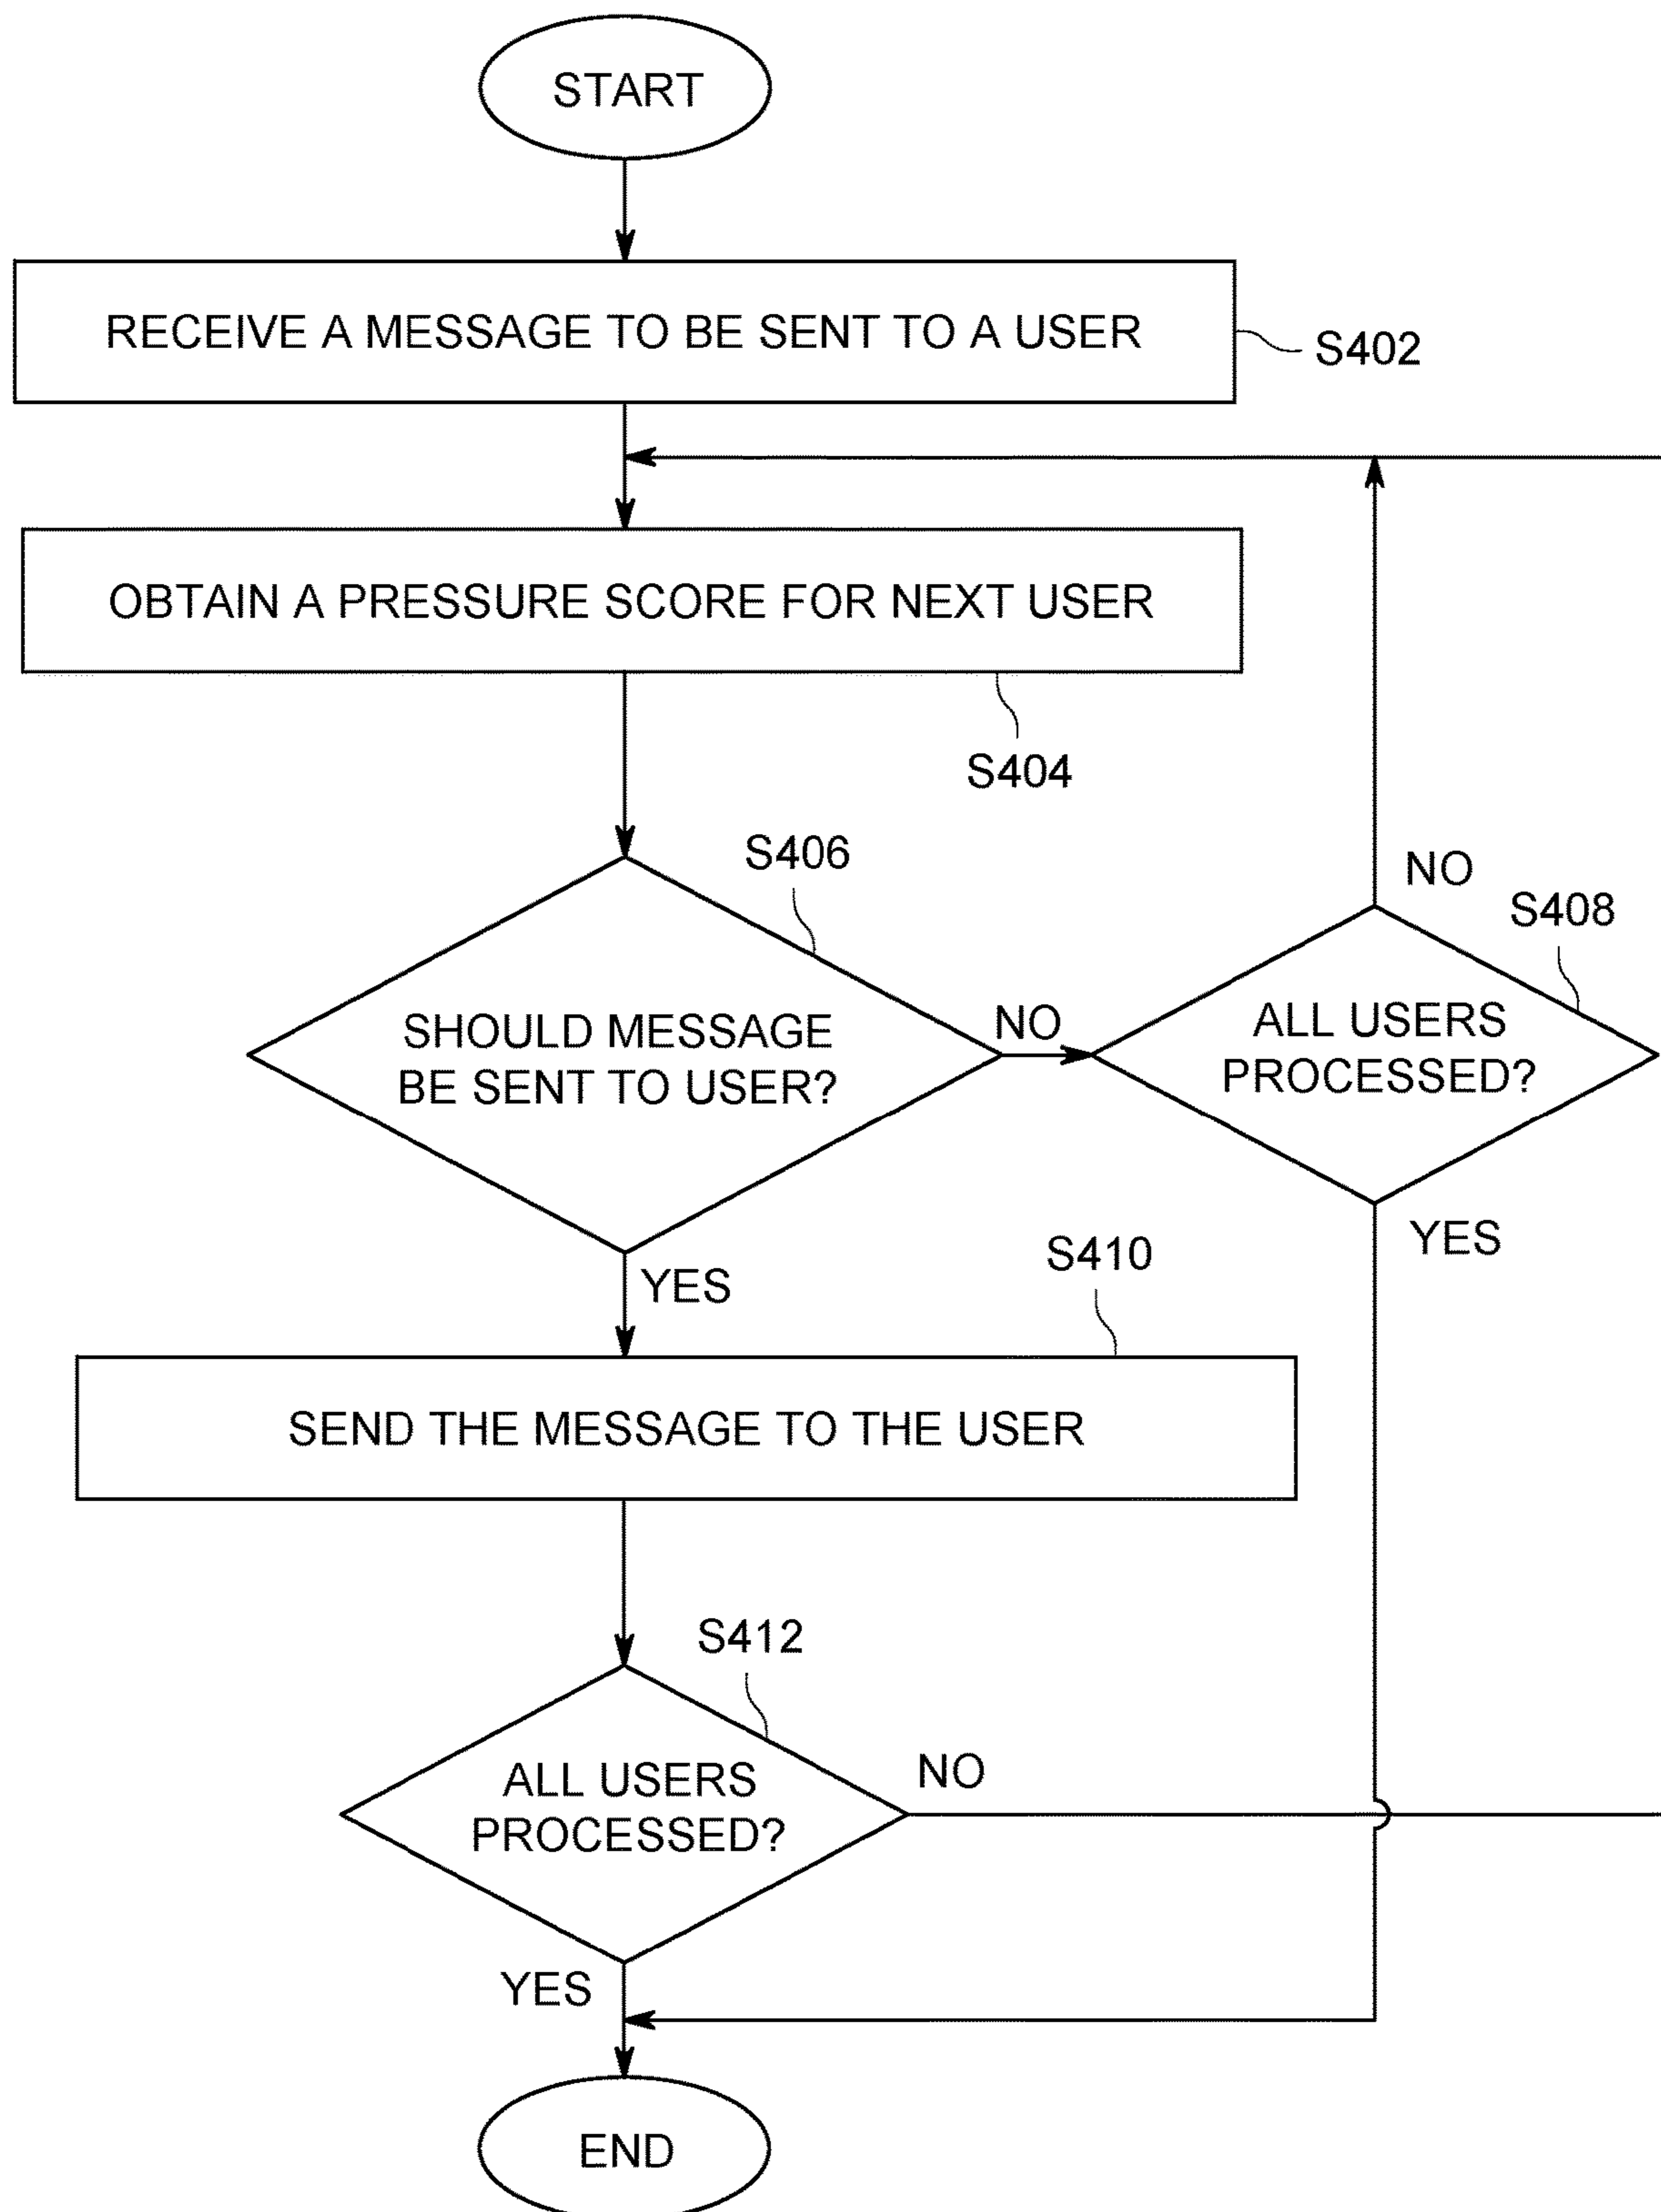 START
RECEIVE A MESSAGE TO BE SENT TO A USER
S402
OBTAIN A PRESSURE SCORE FOR NEXT USER
S404
S406
SHOULD MESSAGE
BE SENT TO USER?
NO
NO
S408
ALL USERS
PROCESSED?
YES
YES
S410
SEND THE MESSAGE TO THE USER
S412
ALL USERS
PROCESSED?
NO
YES
END